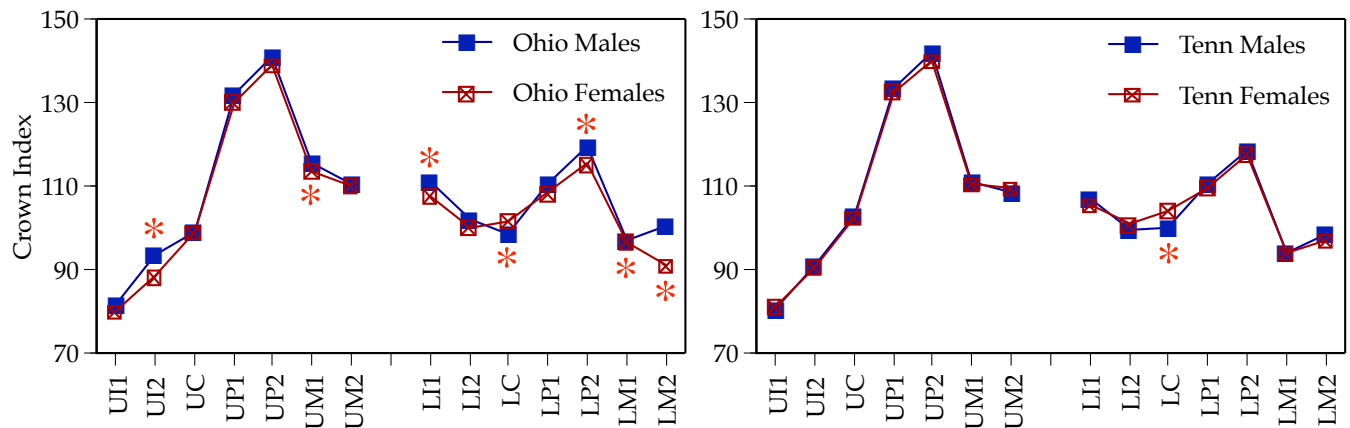 Crown Index
150
130
110
90
70
Ohio Males
Ohio Females
*
*
*
*
*
*
*
UI1
UI2
UC
UP1
UP2
UM1
UM2
LI1
LI2
LC
LP1
LP2
LM1
LM2
150
130
110
90
70
Tenn Males
Tenn Females
*
UI1
UI2
UC
UP1
UP2
UM1
UM2
LI1
LI2
LC
LP1
LP2
LM1
LM2